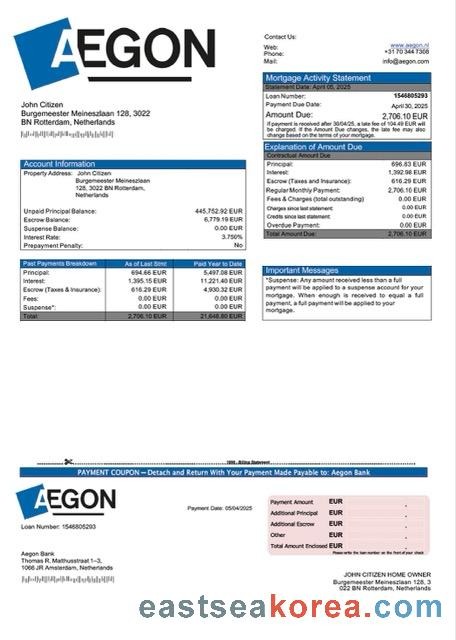 AEGON
Contact Us:
Web: www.aegon.nl
Phone: +31 70 344 7308
Mail: info@aegon.com
Mortgage Activity Statement
Statement Date: April 05, 2025
Loan Number: 1546805293
Payment Due Date: April 30, 2025
Amount Due: 2,706.10 EUR
If payment is received after 30/04/25, a late fee of 104.49 EUR will
be charged. If the Amount Due changes, the late fee may also
change based on the terms of your mortgage.
John Citizen
Burgemeester Meineszlaan 128, 3022
BN Rotterdam, Netherlands
Explanation of Amount Due
Contractual Amount Due
Principal: 696.83 EUR
Interest: 1,392.98 EUR
Escrow (Taxes and Insurance): 616.29 EUR
Regular Monthly Payment: 2,706.10 EUR
Fees & Charges (total outstanding) 0.00 EUR
Charges since last statement: 0.00 EUR
Credits since last statement: 0.00 EUR
Overdue Payment: 0.00 EUR
Total Amount Due: 2,706.10 EUR
Account Information
Property Address: John Citizen
Burgemeester Meineszlaan
128, 3022 BN Rotterdam,
Netherlands
Unpaid Principal Balance: 445,752.92 EUR
Escrow Balance: 6,779.19 EUR
Suspense Balance: 0.00 EUR
Interest Rate: 3.750%
Prepayment Penalty: No
Past Payments Breakdown As of Last Stmt Paid Year to Date
Principal: 694.66 EUR 5,497.08 EUR
Interest: 1,395.15 EUR 11,221.40 EUR
Escrow (Taxes & Insurance): 616.29 EUR 4,930.32 EUR
Fees: 0.00 EUR 0.00 EUR
Suspense*: 0.00 EUR 0.00 EUR
Total: 2,706.10 EUR 21,648.80 EUR
Important Messages
*Suspense: Any amount received less than a full
payment will be applied to a suspense account for your
mortgage. When enough is received to equal a full
payment, a full payment will be applied to your
mortgage.
Billing Statement
PAYMENT COUPON – Detach and Return With Your Payment Made Payable to: Aegon Bank
AEGON
Loan Number: 1546805293
Payment Date: 05/04/2025
Payment Amount EUR .
Additional Principal EUR .
Additional Escrow EUR .
Other EUR .
Total Amount Enclosed EUR .
Please write the loan number on the front of your check
Aegon Bank
Thomas R. Malthusstraat 1–3,
1066 JR Amsterdam, Netherlands
JOHN CITIZEN HOME OWNER
Burgemeester Meineszlaan 128, 3
022 BN Rotterdam, Netherlands
eastseakorea.com